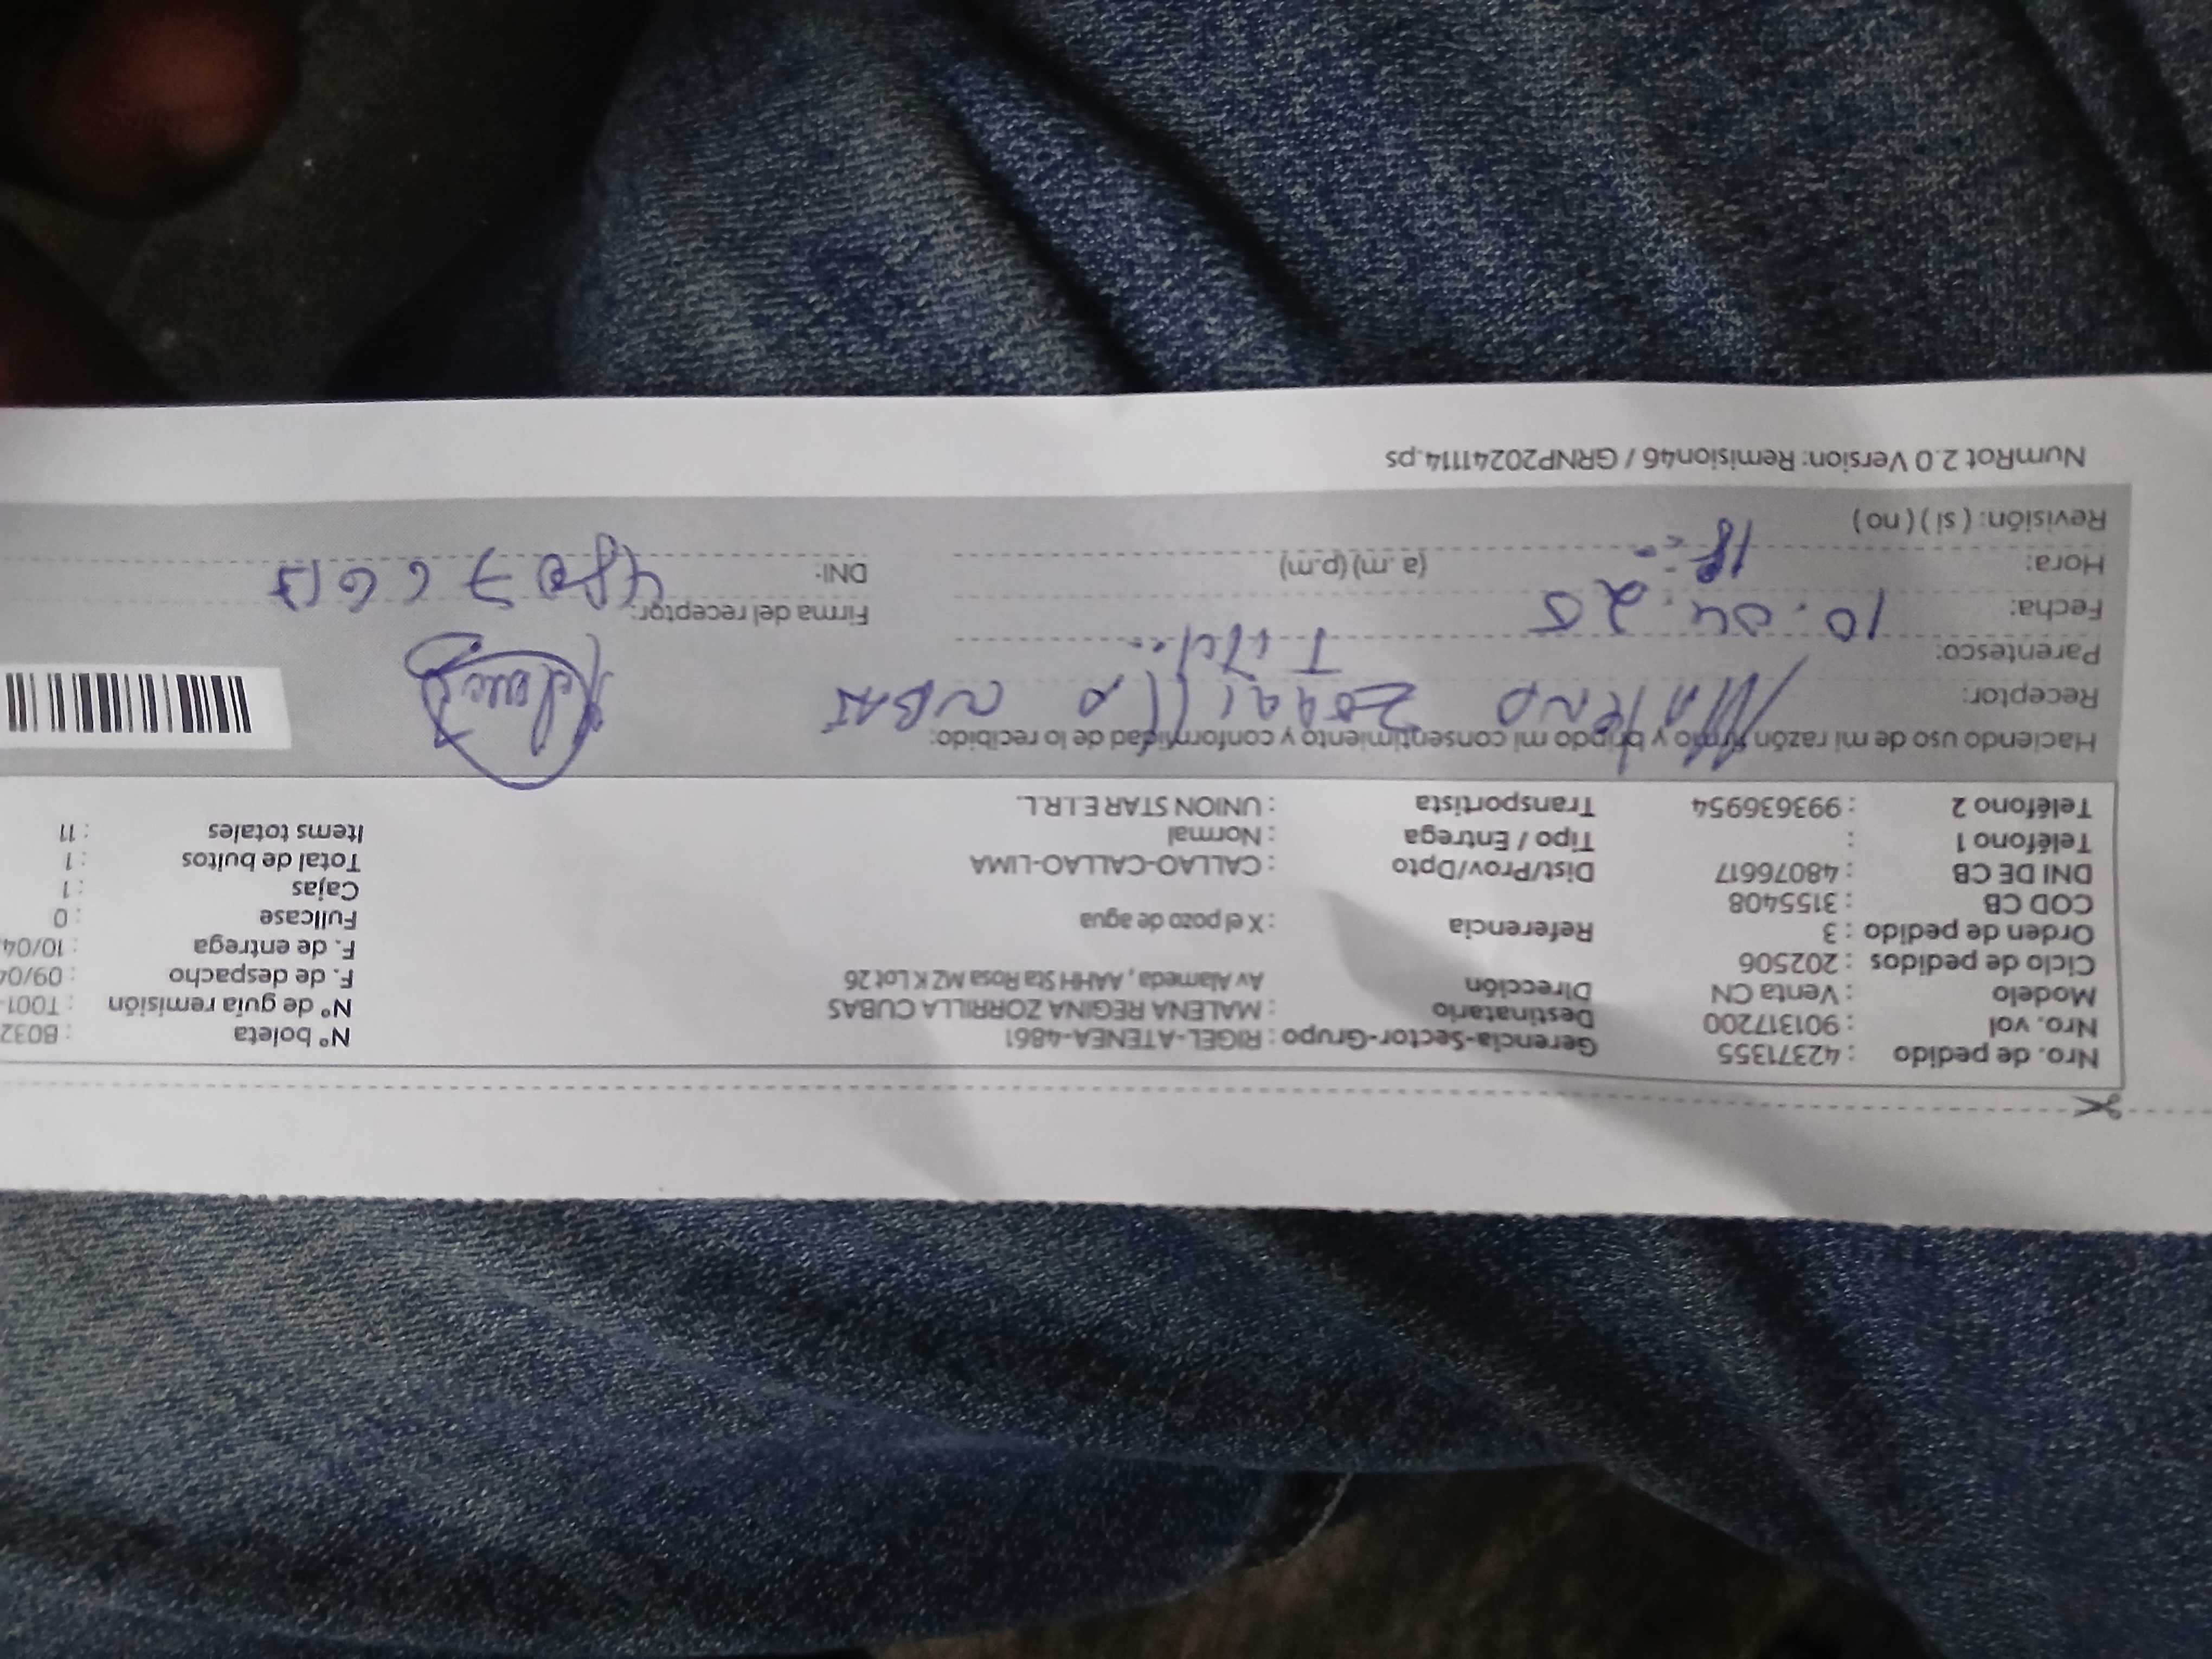 Nro. de pedido : 42371355 Gerencia-Sector-Grupo : RIGEL-ATENEA-4861 N° boleta : B032
Nro. vol : 901317200 Destinatario : MALENA REGINA ZORRILLA CUBAS N° de guía remisión : T001-
Modelo : Venta CN Dirección Av Alameda , AAHH Sta Rosa MZ K Lot 26 F. de despacho : 09/04
Ciclo de pedidos : 202506 F. de entrega : 10/04
Orden de pedido : 3 Referencia : X el pozo de agua Fullcase : 0
COD CB : 3155408 Cajas : 1
DNI DE CB : 48076617 Dist/Prov/Dpto : CALLAO-CALLAO-LIMA Total de bultos : 1
Teléfono 1 : Tipo / Entrega : Normal Items totales : 11
Teléfono 2 : 993636954 Transportista : UNION STAR E.I.R.L.
Haciendo uso de mi razón firmo y brindo mi consentimiento y conformidad de lo recibido:
Receptor:
Parentesco:
Fecha: 10.04.25 Firma del receptor:
Hora: 18:00 (a .m) (p.m) DNI: 48076617
Revisión: ( si ) ( no )
NumRot 2.0 Version: Remision46 / GRNP20241114.ps